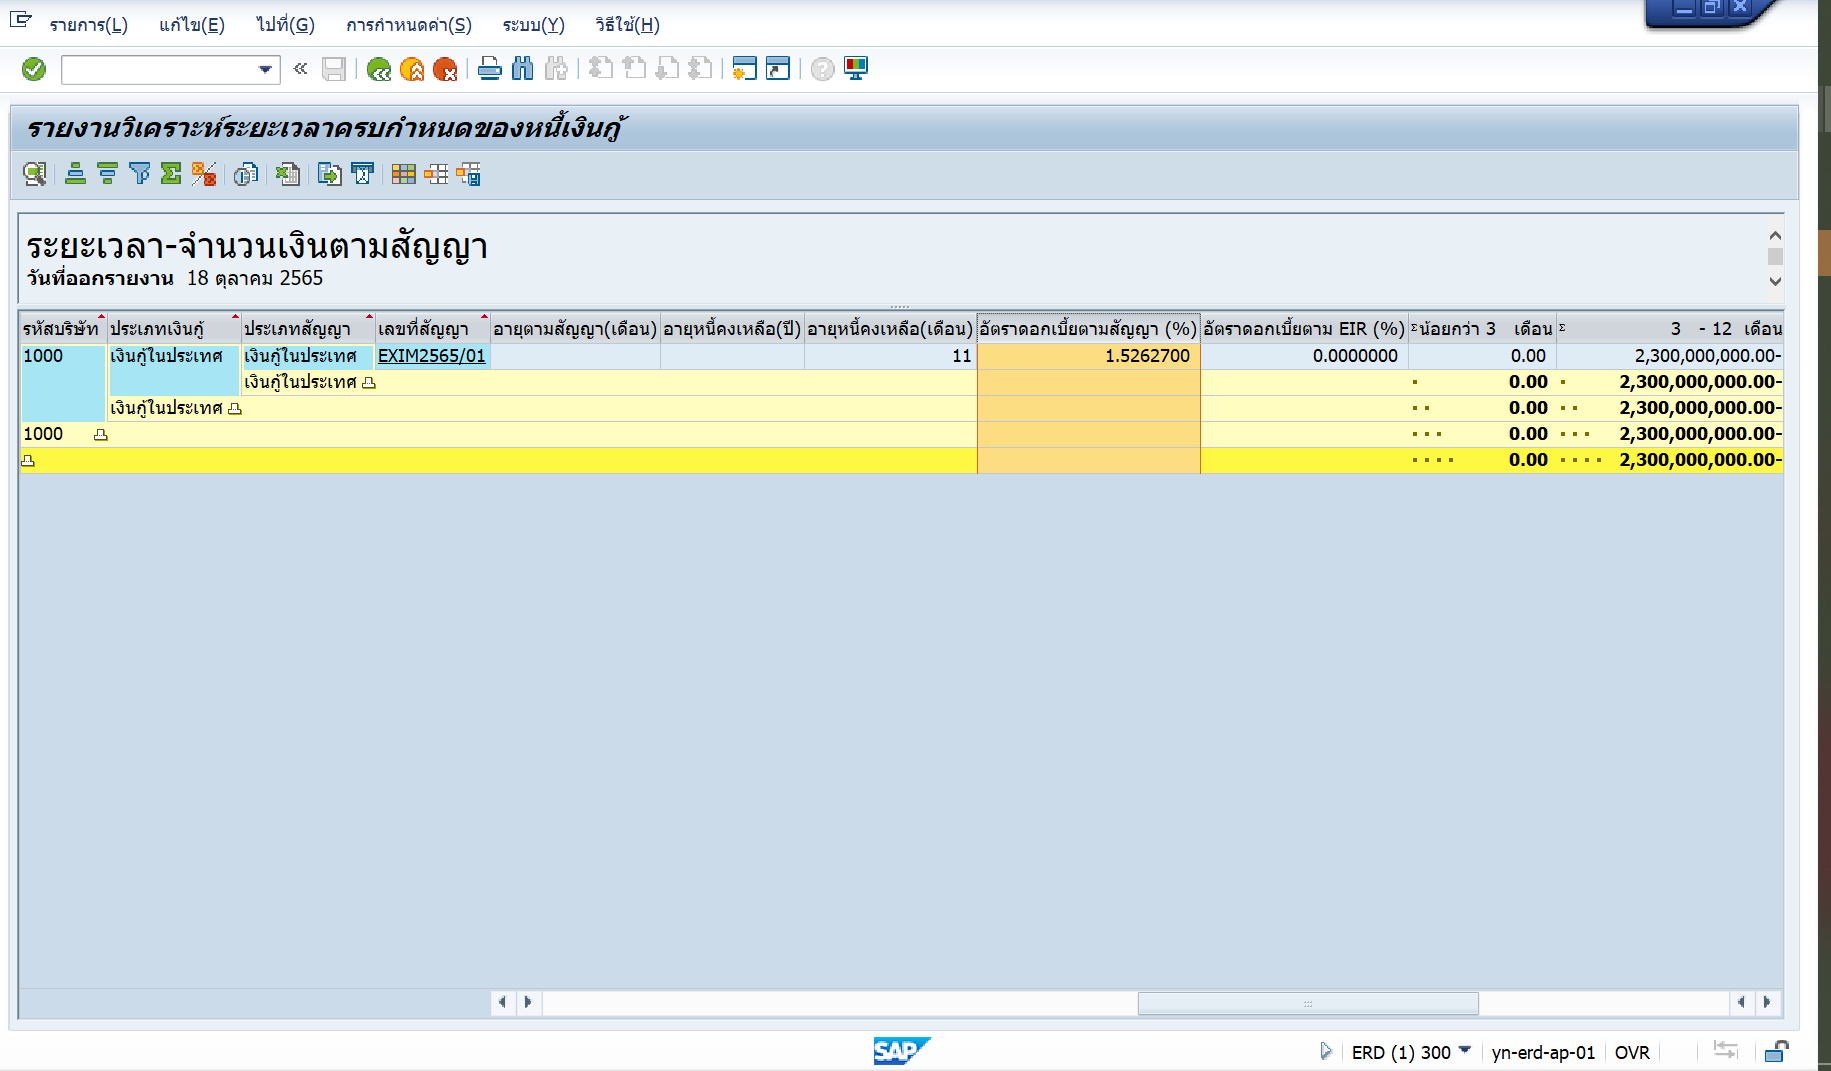 รายการ(L) แก้ไข(E) ไปที่(G) การกำหนดค่า(S) ระบบ(Y) วิธีใช้(H)
รายงานวิเคราะห์ระยะเวลาครบกำหนดของหนี้เงินกู้
ระยะเวลา-จำนวนเงินตามสัญญา
วันที่ออกรายงาน 18 ตุลาคม 2565
รหัสบริษัท ประเภทเงินกู้ ประเภทสัญญา เลขที่สัญญา อายุตามสัญญา(เดือน) อายุหนี้คงเหลือ(ปี) อายุหนี้คงเหลือ(เดือน) อัตราดอกเบี้ยตามสัญญา (%) อัตราดอกเบี้ยตาม EIR (%) Σ น้อยกว่า 3 เดือน Σ 3 - 12 เดือน
1000 เงินกู้ในประเทศ เงินกู้ในประเทศ EXIM2565/01 11 1.5262700 0.0000000 0.00 2,300,000,000.00-
เงินกู้ในประเทศ 0.00 2,300,000,000.00-
เงินกู้ในประเทศ 0.00 2,300,000,000.00-
1000 0.00 2,300,000,000.00-
0.00 2,300,000,000.00-
SAP ERD (1) 300 yn-erd-ap-01 OVR